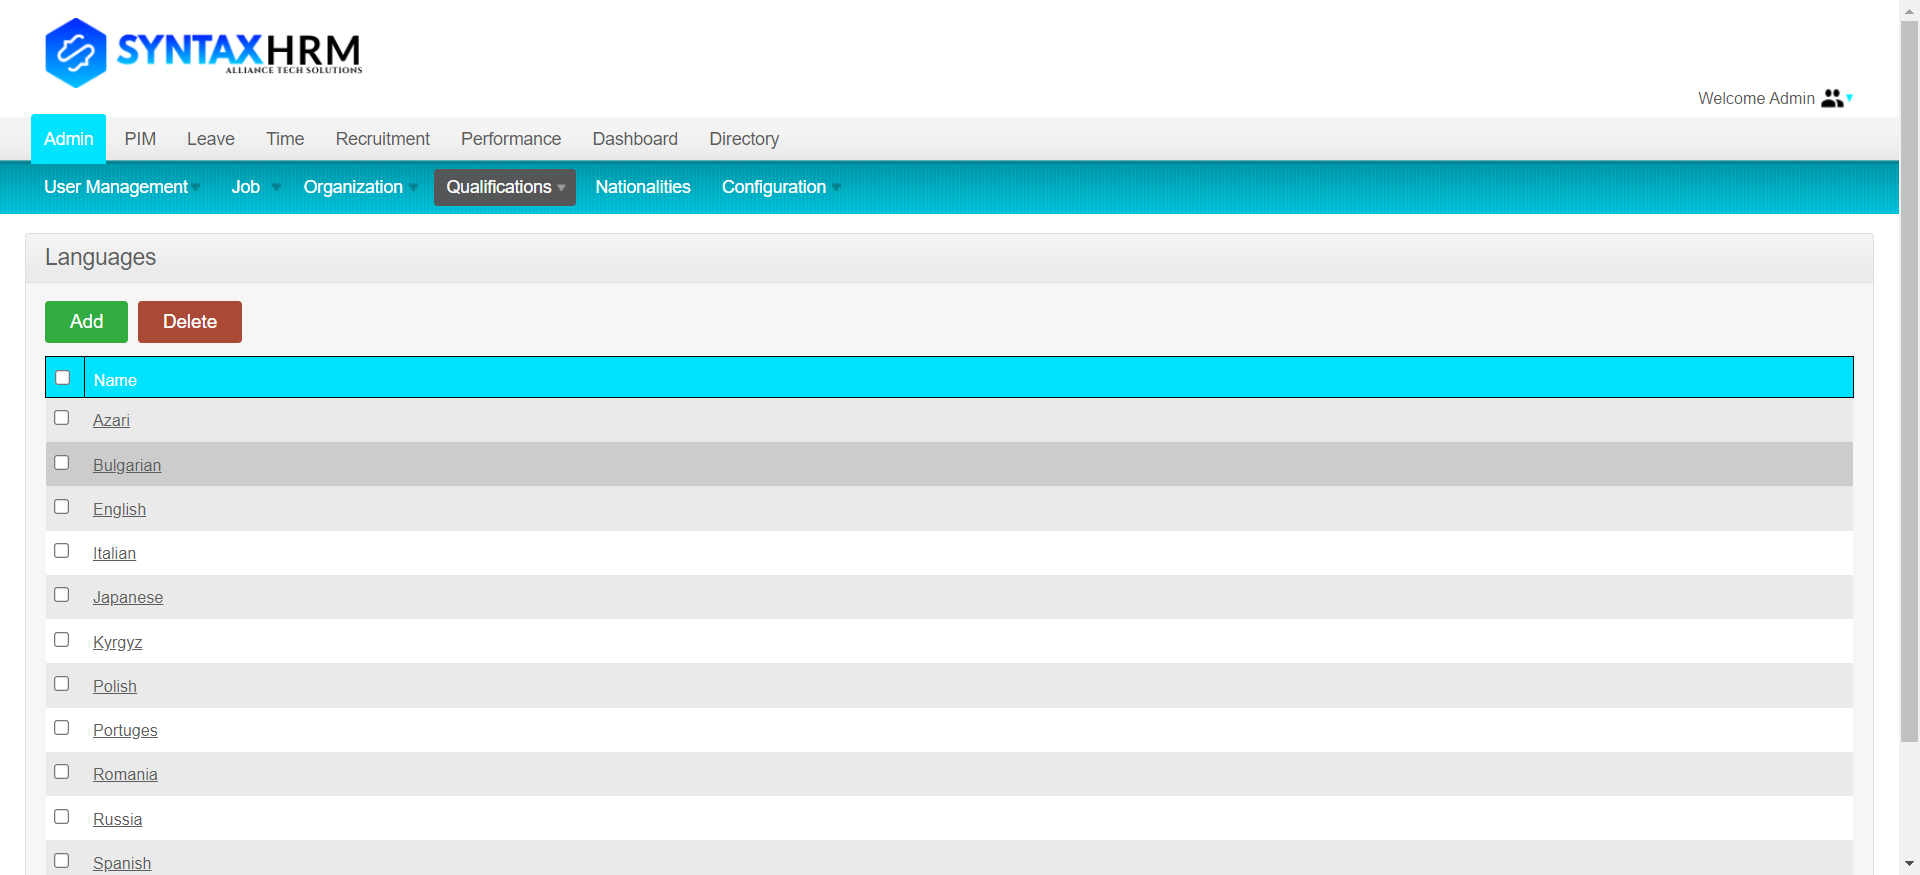 SYNTAXHRM
ALLIANCE TECH SOLUTIONS
Welcome Admin
Admin PIM Leave Time Recruitment Performance Dashboard Directory
User Management Job Organization Qualifications Nationalities Configuration
Languages
Add Delete
Name
Azari
Bulgarian
English
Italian
Japanese
Kyrgyz
Polish
Portuges
Romania
Russia
Spanish